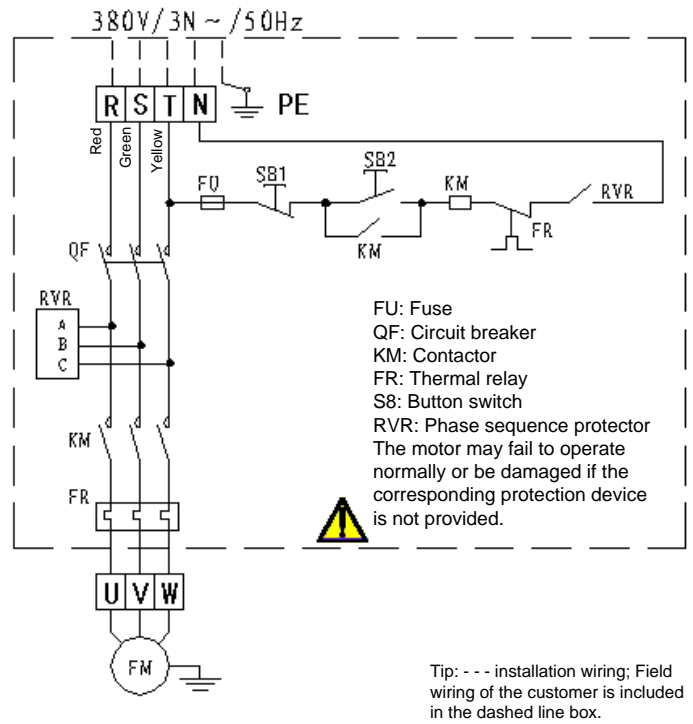 380V/3N~/50Hz
R S T N
PE
Red
Green
Yellow
FU
SB1
SB2
KM
RVR
KM
FR
QF
RVR
A
B
C
KM
FR
U V W
FM
FU: Fuse
QF: Circuit breaker
KM: Contactor
FR: Thermal relay
S8: Button switch
RVR: Phase sequence protector
The motor may fail to operate
normally or be damaged if the
corresponding protection device
is not provided.
Tip: - - - installation wiring; Field
wiring of the customer is included
in the dashed line box.